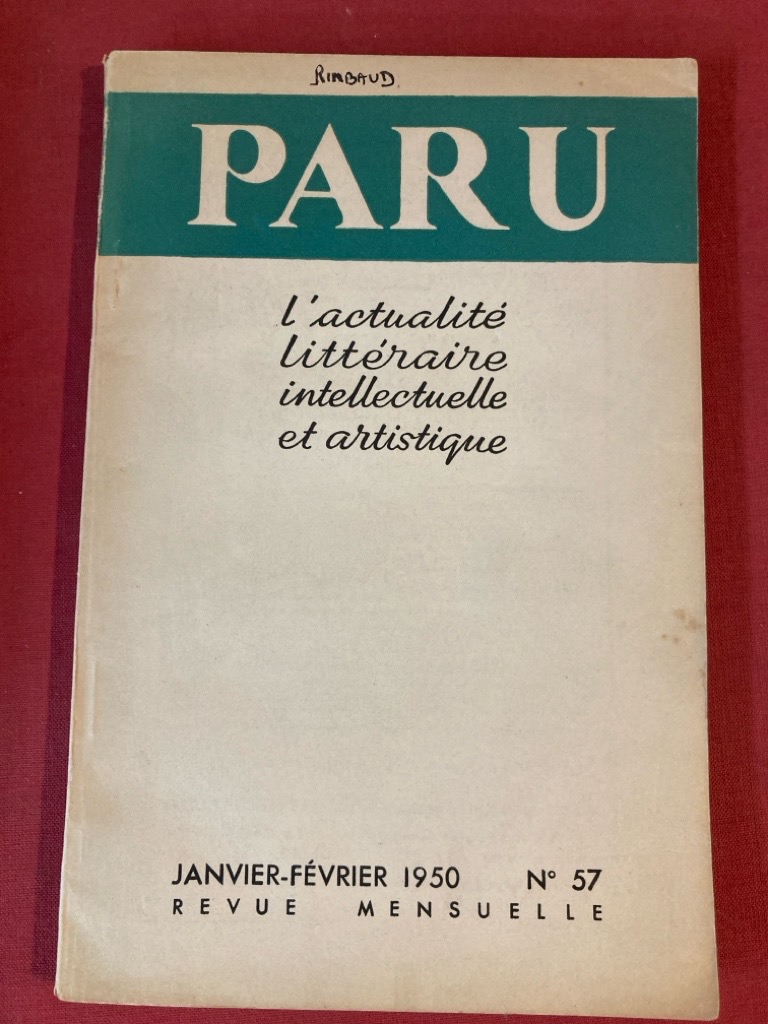 RIMBAUD
PARU
l'actualité
littéraire
intellectuelle
et artistique
JANVIER-FÉVRIER 1950 N° 57
REVUE MENSUELLE